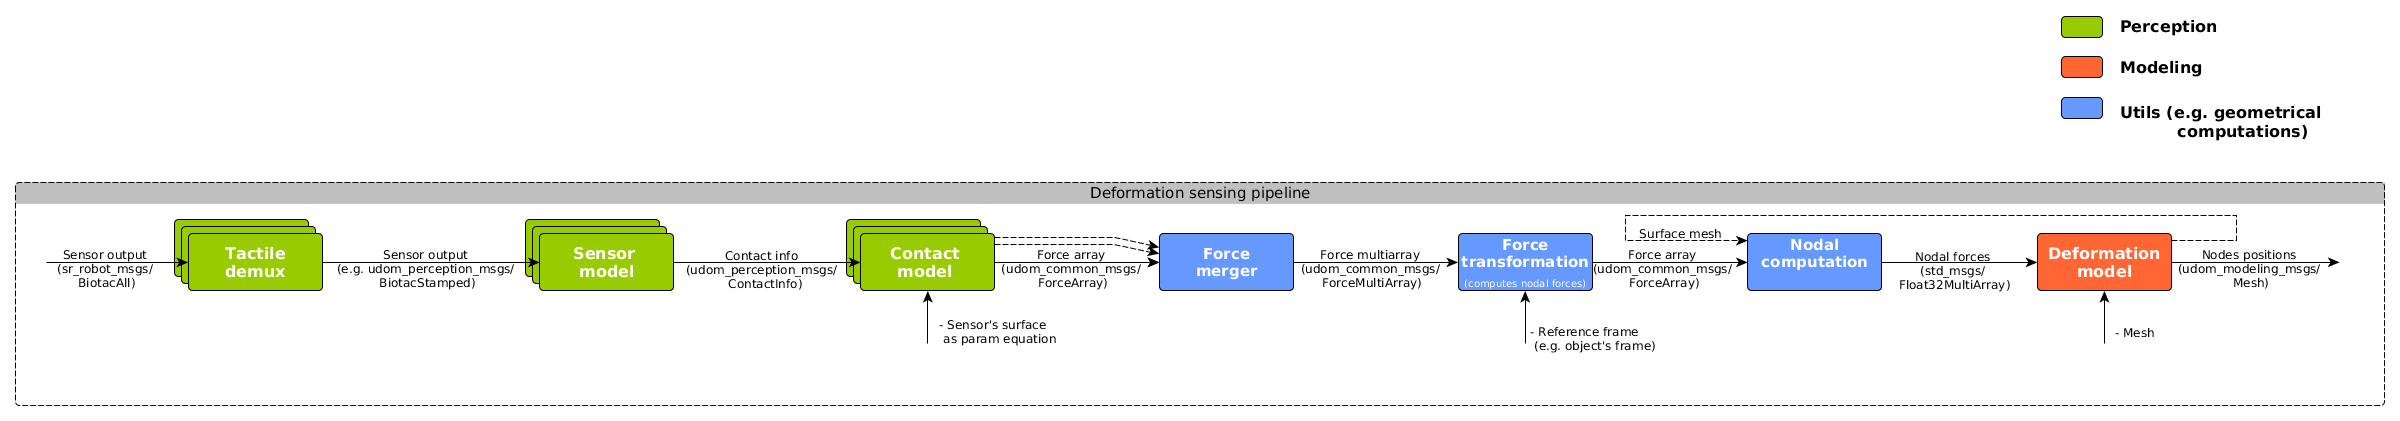 Perception
Modeling
Utils (e.g. geometrical
computations)
Deformation sensing pipeline
Sensor output
(sr_robot_msgs/
BiotacAll)
Tactile
demux
Sensor output
(e.g. udom_perception_msgs/
BiotacStamped)
Sensor
model
Contact info
(udom_perception_msgs/
ContactInfo)
Contact
model
- Sensor's surface
as param equation
Force array
(udom_common_msgs/
ForceArray)
Force
merger
Force multiarray
(udom_common_msgs/
ForceMultiArray)
Force
transformation
(computes nodal forces)
- Reference frame
(e.g. object's frame)
Surface mesh
Force array
(udom_common_msgs/
ForceArray)
Nodal
computation
Nodal forces
(std_msgs/
Float32MultiArray)
Deformation
model
- Mesh
Nodes positions
(udom_modeling_msgs/
Mesh)